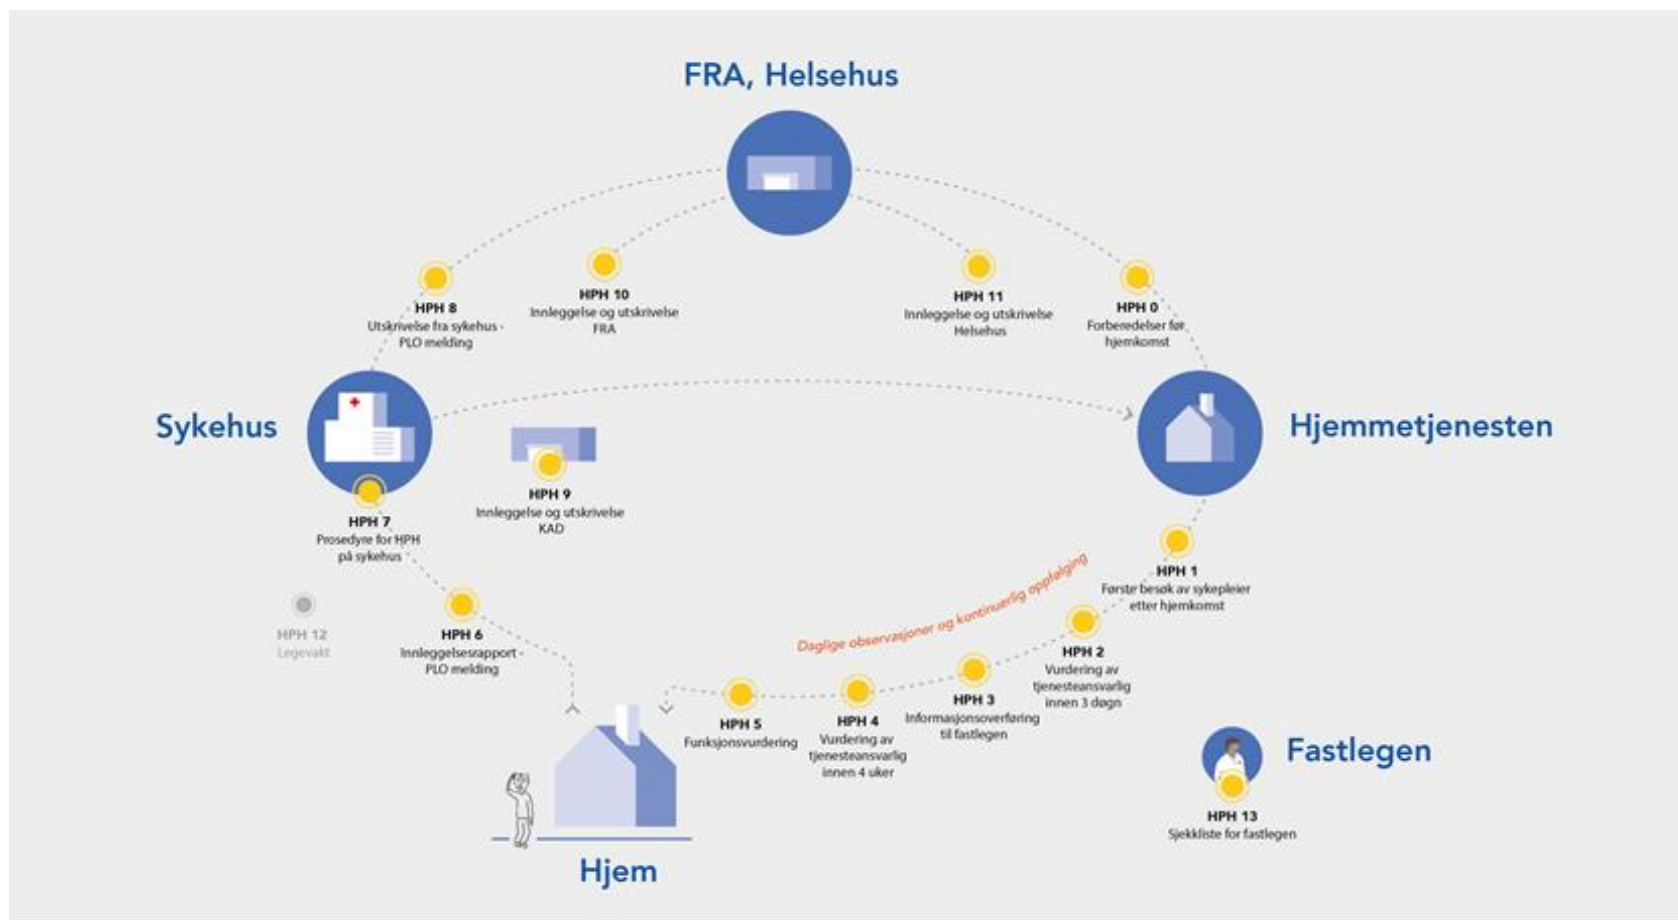 FRA, Helsehus
HPH 8
Utskrivelse fra sykehus -
PLO melding
HPH 10
Innleggelse og utskrivelse
FRA
HPH 11
Innleggelse og utskrivelse
Helsehus
HPH 0
Forberedelser før
hjemkomst
Sykehus
Hjemmetjenesten
HPH 9
Innleggelse og utskrivelse
KAD
HPH 7
Prosedyre for HPH
på sykehus
HPH 12
Legevakt
HPH 6
Innleggelsesrapport -
PLO melding
Daglige observasjoner og kontinuerlig oppfølging
HPH 1
Første besøk av sykepleier
etter hjemkomst
HPH 2
Vurdering av
tjenesteansvarlig
innen 3 døgn
HPH 3
Informasjonsoverføring
til fastlegen
HPH 4
Vurdering av
tjenesteansvarlig
innen 4 uker
HPH 5
Funksjonsvurdering
Fastlegen
HPH 13
Sjekkliste for fastlegen
Hjem